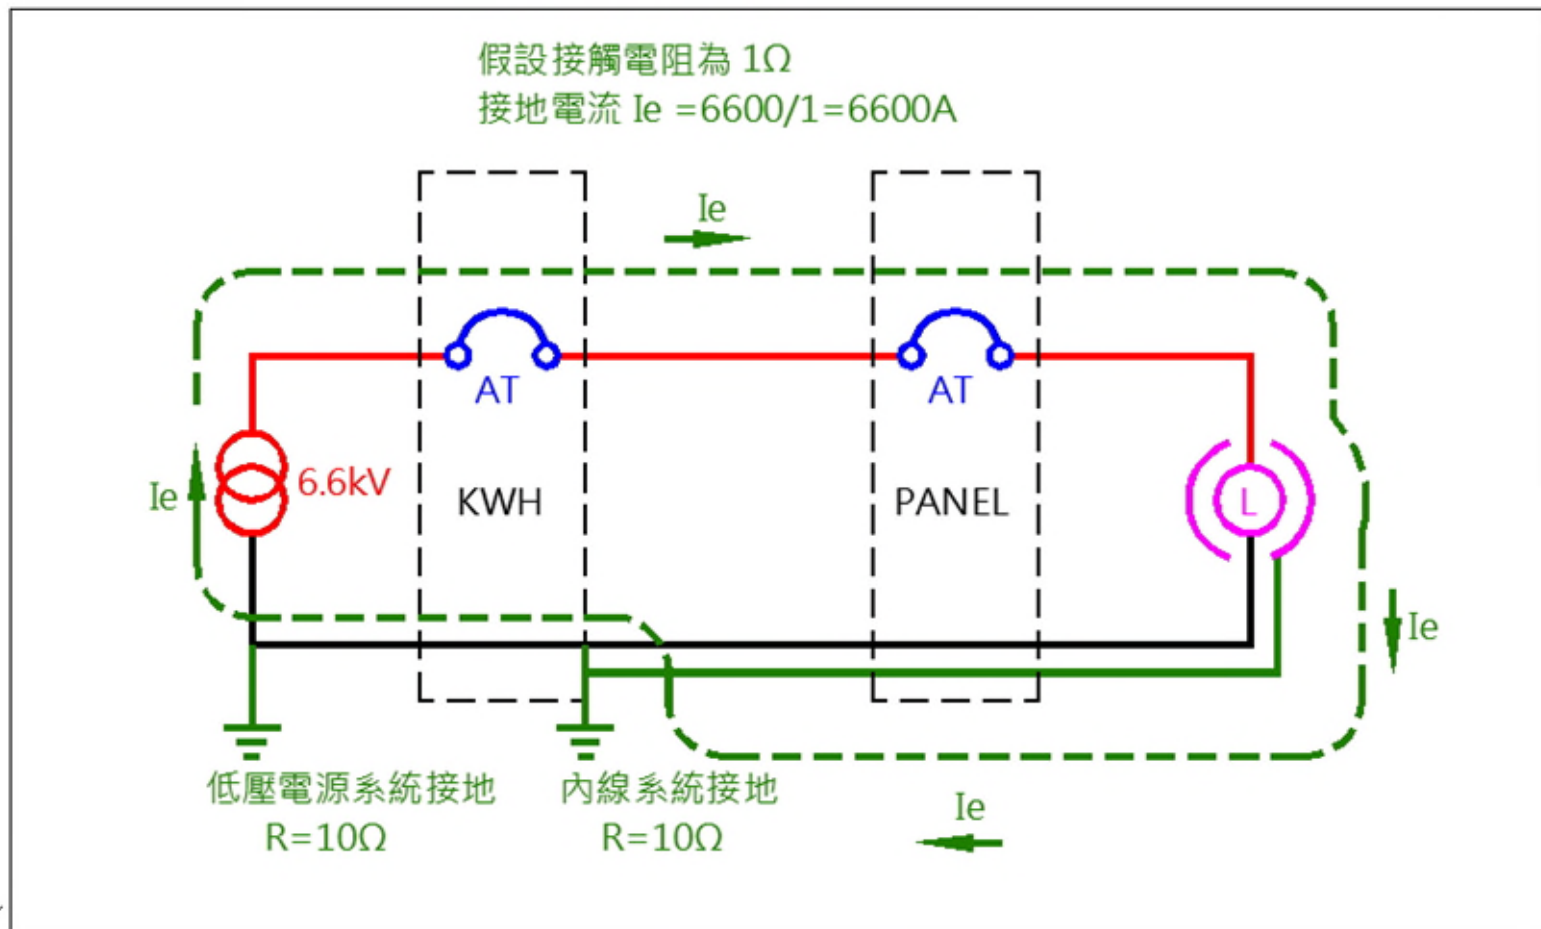 假設接觸電阻為 1Ω
接地電流 Ie =6600/1=6600A
Ie
AT
AT
Ie
6.6kV
KWH
PANEL
L
Ie
低壓電源系統接地
R=10Ω
內線系統接地
R=10Ω
Ie